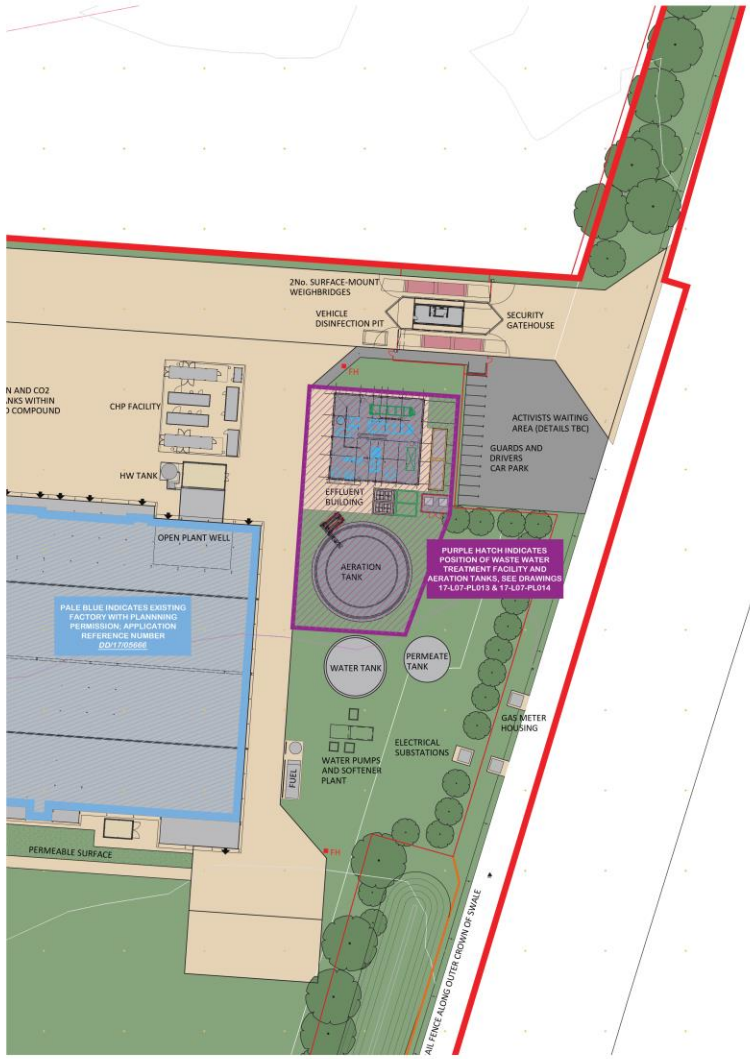 2No. SURFACE-MOUNT
WEIGHBRIDGES
VEHICLE
DISINFECTION PIT
SECURITY
GATEHOUSE
FH
N AND CO2
NKS WITHIN
D COMPOUND
CHP FACILITY
ACTIVISTS WAITING
AREA (DETAILS TBC)
GUARDS AND
DRIVERS
CAR PARK
HW TANK
EFFLUENT
BUILDING
OPEN PLANT WELL
AERATION
TANK
PURPLE HATCH INDICATES
POSITION OF WASTE WATER
TREATMENT FACILITY AND
AERATION TANKS, SEE DRAWINGS
17-L07-PL013 & 17-L07-PL014
PALE BLUE INDICATES EXISTING
FACTORY WITH PLANNNING
PERMISSION, APPLICATION
REFERENCE NUMBER
DD/17/05666
WATER TANK
PERMEATE
TANK
GAS METER
HOUSING
ELECTRICAL
SUBSTATIONS
WATER PUMPS
AND SOFTENER
PLANT
FUEL
FH
PERMEABLE SURFACE
AIL FENCE ALONG OUTER CROWN OF SWALE